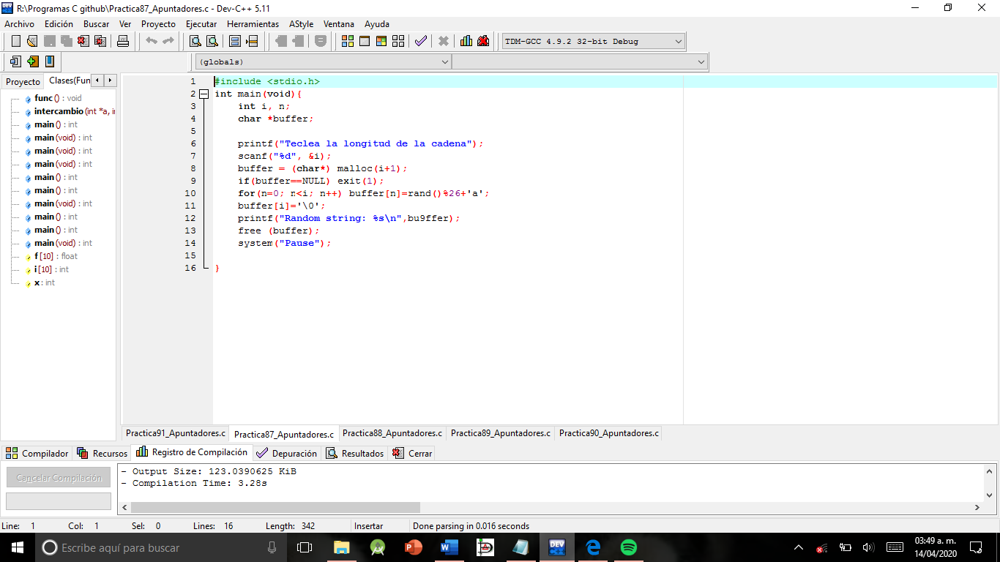 R:\Programas C github\Practica87_Apuntadores.c - Dev-C++ 5.11
Archivo Edición Buscar Ver Proyecto Ejecutar Herramientas AStyle Ventana Ayuda
TDM-GCC 4.9.2 32-bit Debug
(globals)
Proyecto Clases(Fun
func () : void
intercambio (int *a, i
main () : int
main (void) : int
main (void) : int
main (void) : int
main () : int
main () : int
main (void) : int
main () : int
main () : int
main (void) : int
f [10] : float
i [10] : int
x : int
1 #include <stdio.h>
2 int main(void){
3 int i, n;
4 char *buffer;
5
6 printf("Teclea la longitud de la cadena");
7 scanf("%d", &i);
8 buffer = (char*) malloc(i+1);
9 if(buffer==NULL) exit(1);
10 for(n=0; n<i; n++) buffer[n]=rand()%26+'a';
11 buffer[i]='\0';
12 printf("Random string: %s\n",bu9ffer);
13 free (buffer);
14 system("Pause");
15
16 }
Practica91_Apuntadores.c Practica87_Apuntadores.c Practica88_Apuntadores.c Practica89_Apuntadores.c Practica90_Apuntadores.c
Compilador Recursos Registro de Compilación Depuración Resultados Cerrar
Cancelar Compilación
- Output Size: 123.0390625 KiB
- Compilation Time: 3.28s
Line: 1 Col: 1 Sel: 0 Lines: 16 Length: 342 Insertar Done parsing in 0.016 seconds
Escribe aquí para buscar
DEV
03:49 a. m.
14/04/2020